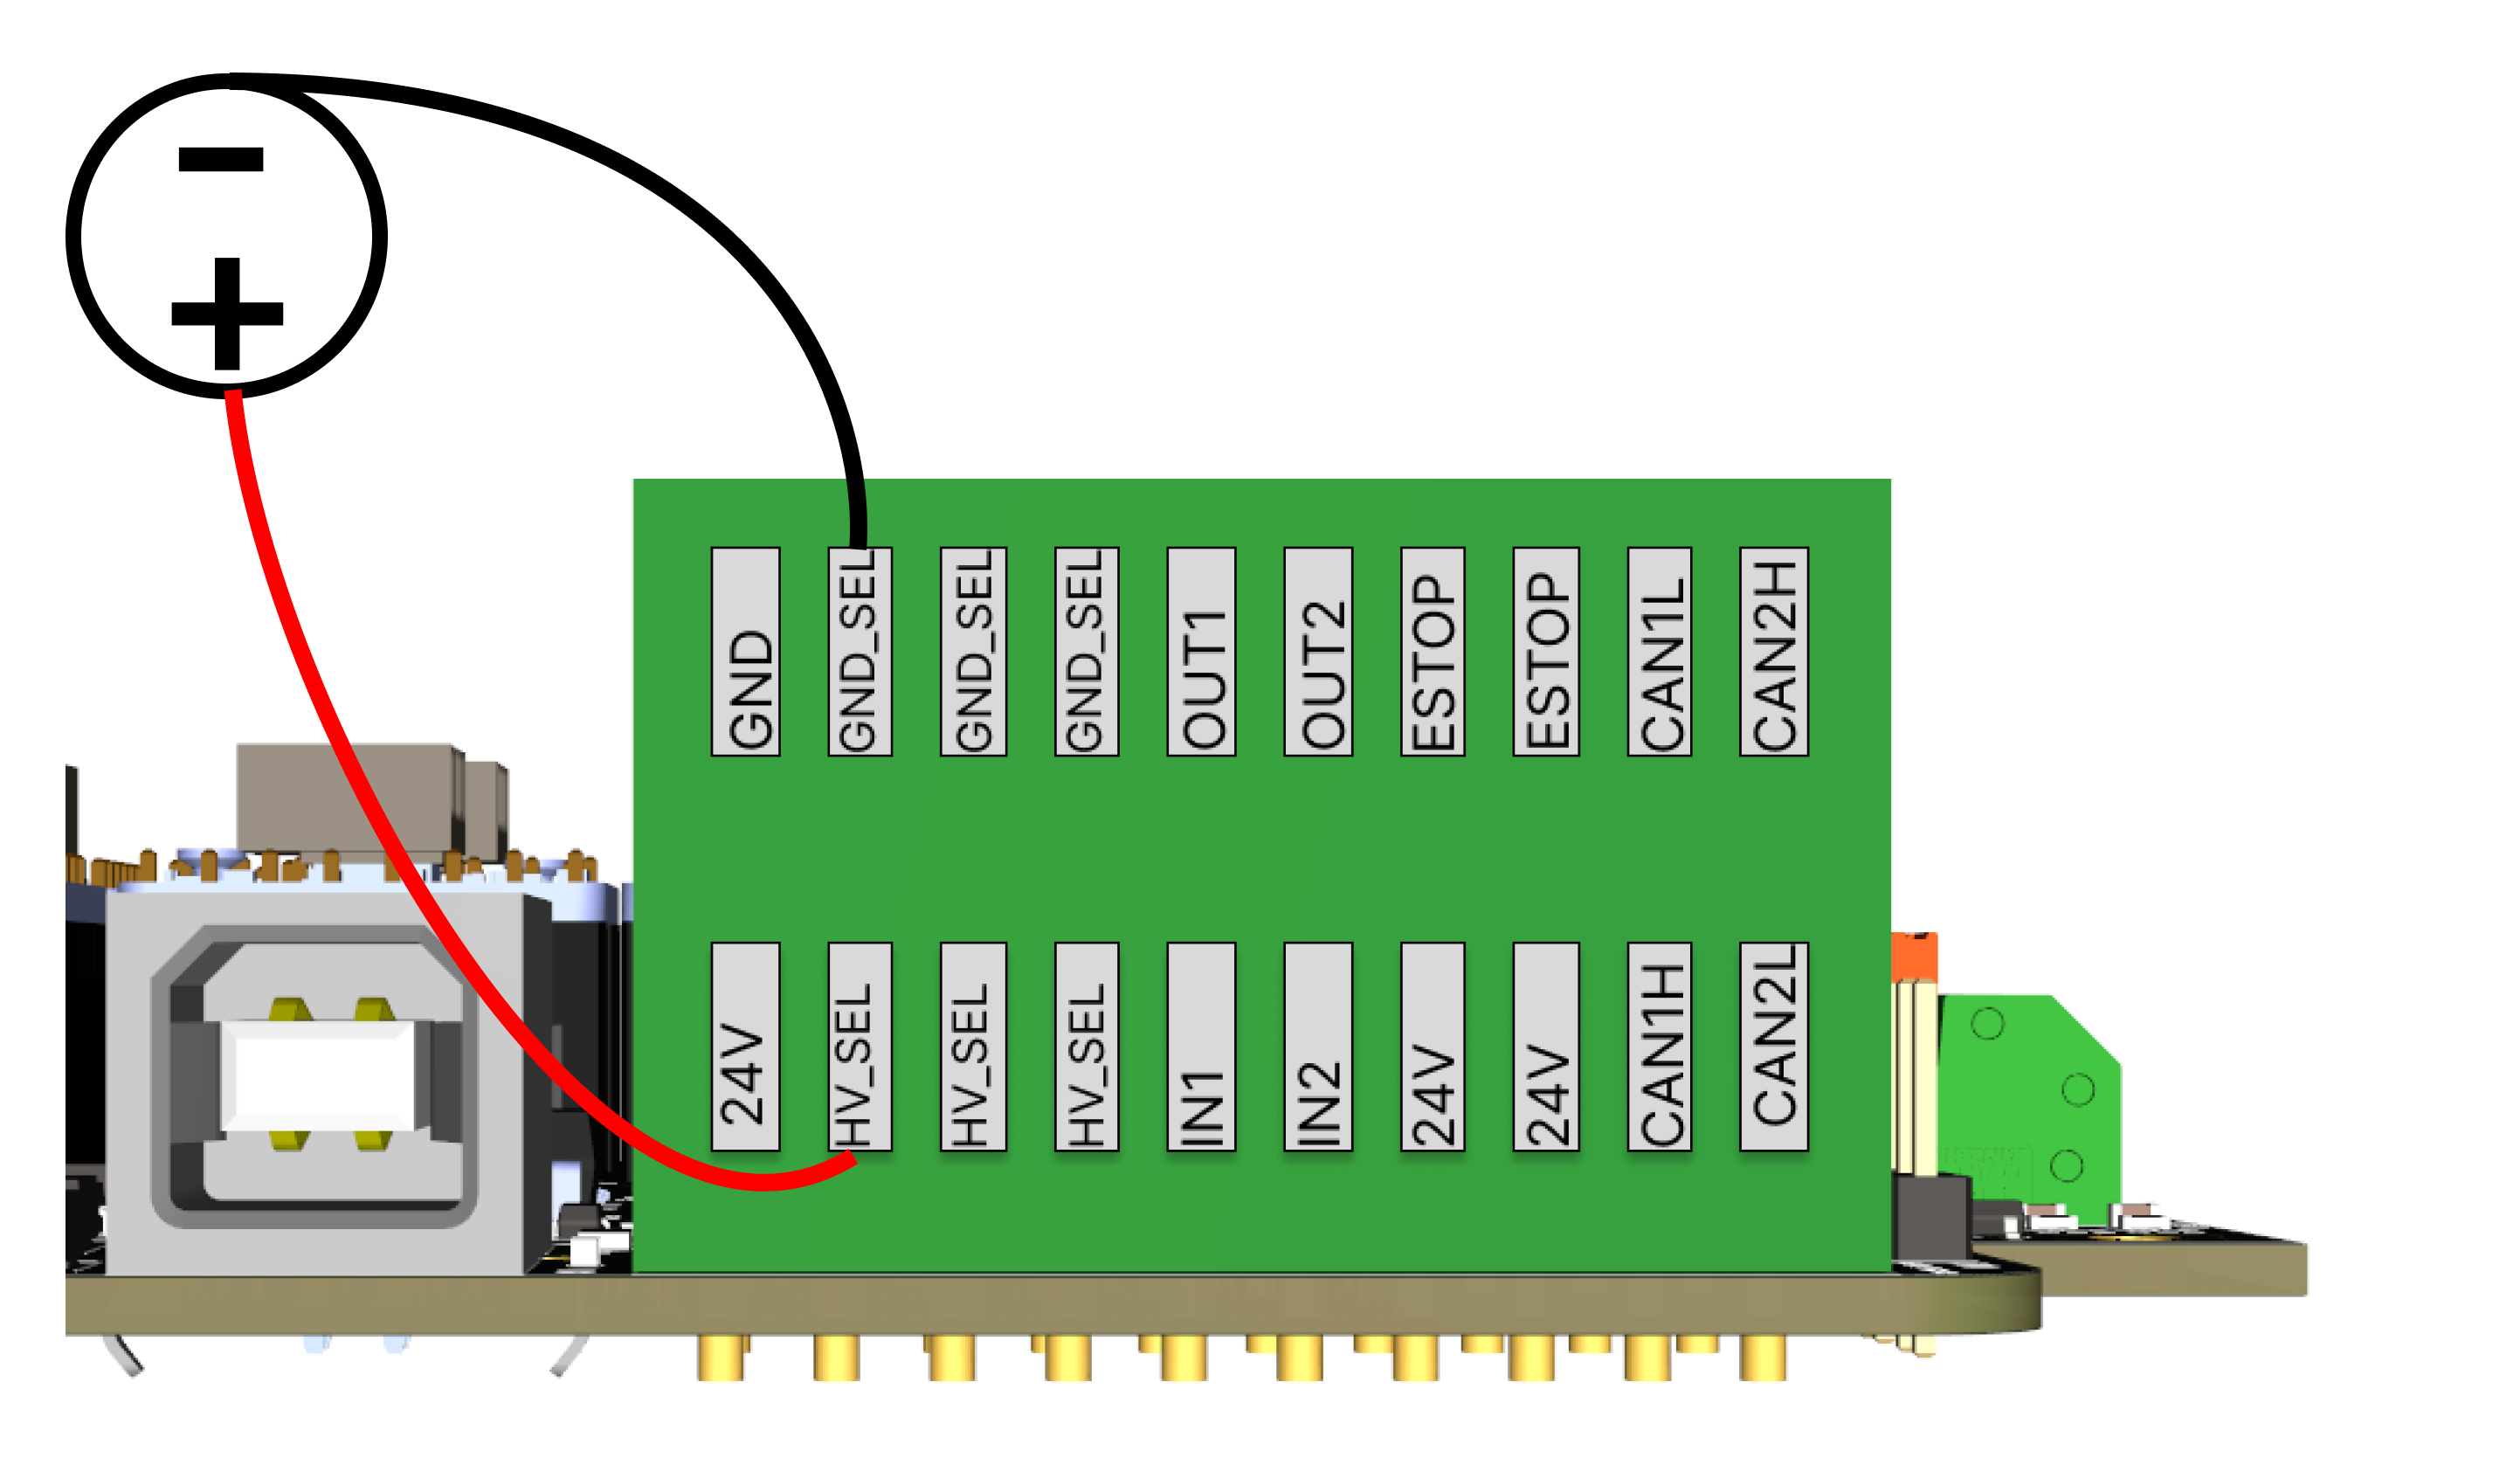 −
+
GND
GND_SEL
GND_SEL
GND_SEL
OUT1
OUT2
ESTOP
ESTOP
CAN1L
CAN2H
24V
HV_SEL
HV_SEL
HV_SEL
IN1
IN2
24V
24V
CAN1H
CAN2L